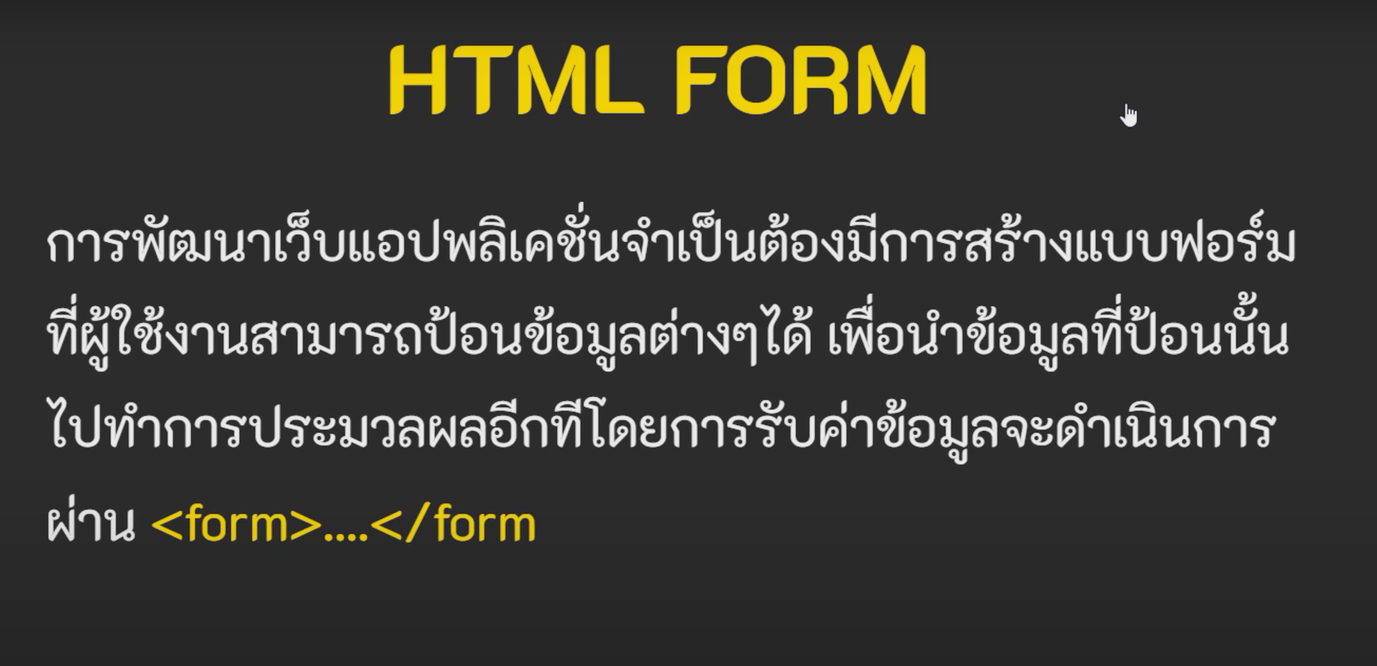 HTML FORM
การพัฒนาเว็บแอปพลิเคชั่นจำเป็นต้องมีการสร้างแบบฟอร์ม
ที่ผู้ใช้งานสามารถป้อนข้อมูลต่างๆได้ เพื่อนำข้อมูลที่ป้อนนั้น
ไปทำการประมวลผลอีกทีโดยการรับค่าข้อมูลจะดำเนินการ
ผ่าน <form>....</form